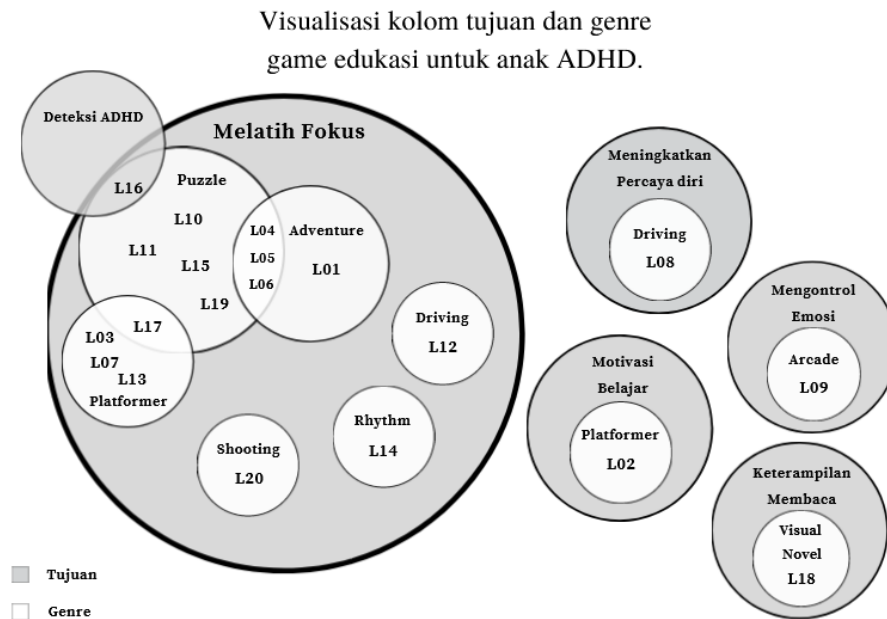 Visualisasi kolom tujuan dan genre
game edukasi untuk anak ADHD.
Deteksi ADHD
Melatih Fokus
L16
Puzzle
L10
L11
L15
L19
L04
L05
L06
Adventure
L01
L03
L17
L07
L13
Platformer
Driving
L12
Rhythm
L14
Shooting
L20
Meningkatkan
Percaya diri
Driving
L08
Mengontrol
Emosi
Arcade
L09
Motivasi
Belajar
Platformer
L02
Keterampilan
Membaca
Visual
Novel
L18
Tujuan
Genre